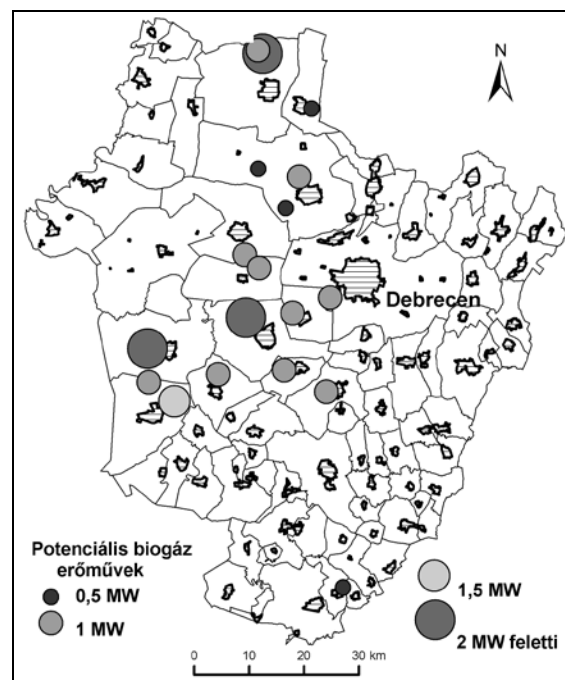 N
Debrecen
Potenciális biogáz
erőművek
0,5 MW
1 MW
1,5 MW
2 MW feletti
0 10 20 30 km